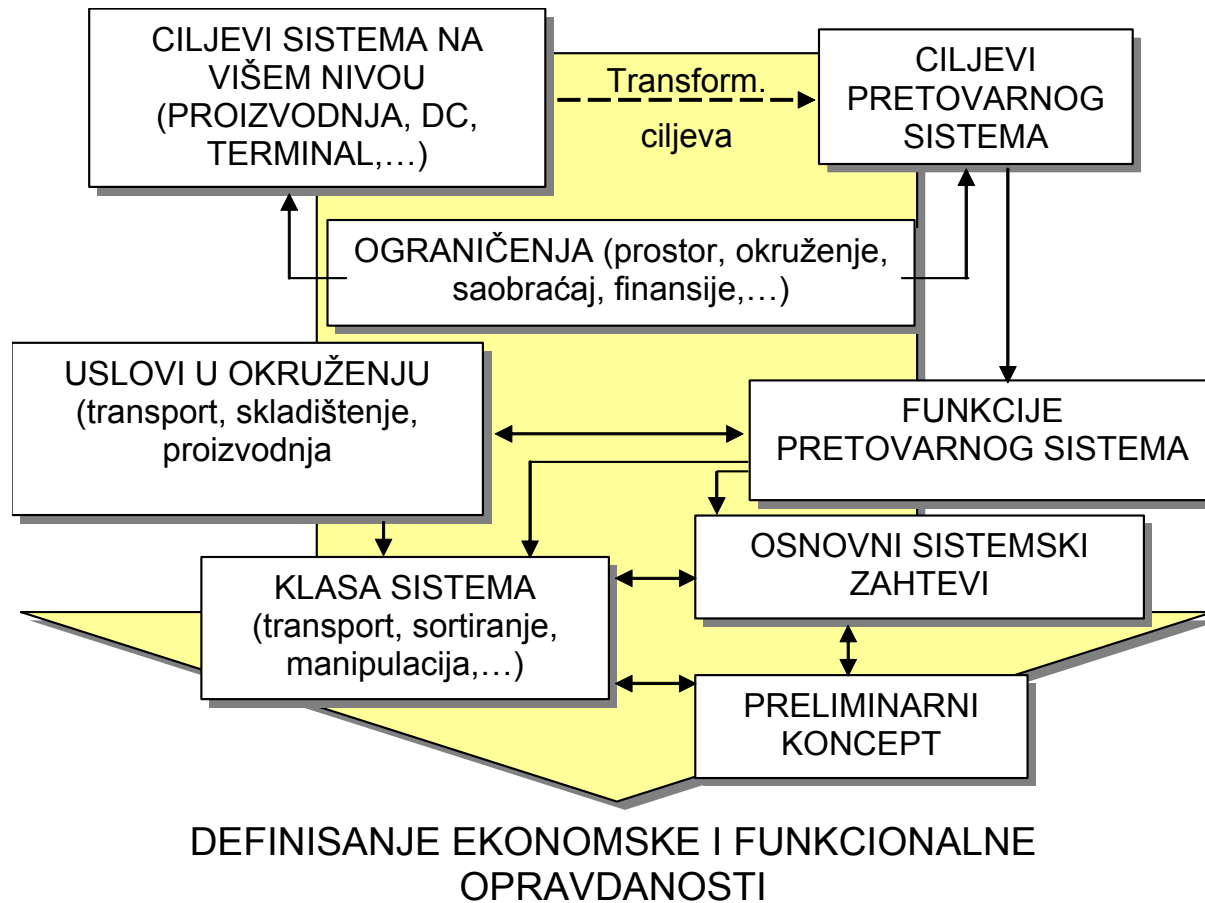 CILJEVI SISTEMA NA
VIŠEM NIVOU
(PROIZVODNJA, DC,
TERMINAL,...)
Transform.
ciljeva
CILJEVI
PRETOVARNOG
SISTEMA
OGRANIČENJA (prostor, okruženje,
saobraćaj, finansije,...)
USLOVI U OKRUŽENJU
(transport, skladištenje,
proizvodnja
FUNKCIJE
PRETOVARNOG SISTEMA
OSNOVNI SISTEMSKI
ZAHTEVI
KLASA SISTEMA
(transport, sortiranje,
manipulacija,...)
PRELIMINARNI
KONCEPT
DEFINISANJE EKONOMSKE I FUNKCIONALNE
OPRAVDANOSTI